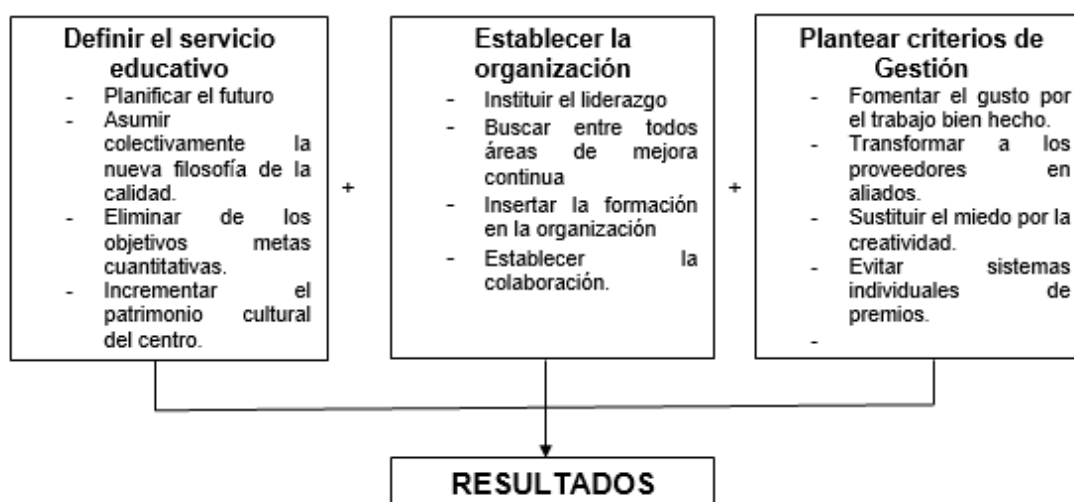 Definir el servicio
educativo
- Planificar el futuro
- Asumir
colectivamente la
nueva filosofía de la
calidad.
- Eliminar de los
objetivos metas
cuantitativas.
- Incrementar el
patrimonio cultural
del centro.
+
Establecer la
organización
- Instituir el liderazgo
- Buscar entre todos
áreas de mejora
continua
- Insertar la formación
en la organización
- Establecer la
colaboración.
+
Plantear criterios de
Gestión
- Fomentar el gusto por
el trabajo bien hecho.
- Transformar a los
proveedores en
aliados.
- Sustituir el miedo por la
creatividad.
- Evitar sistemas
individuales de
premios.
-
RESULTADOS